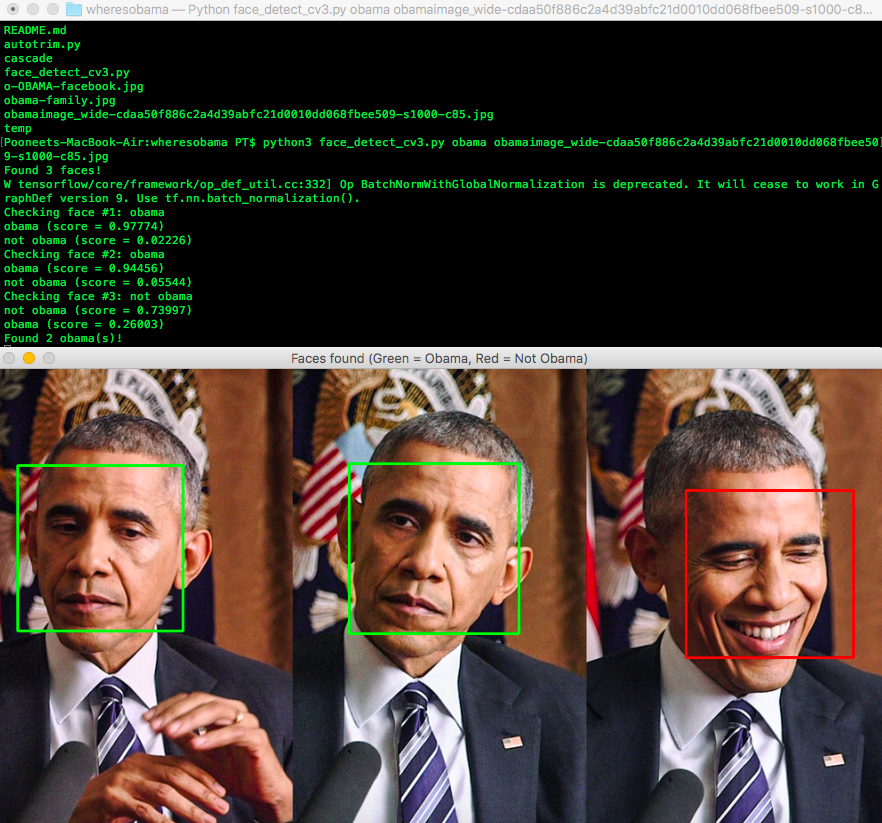 wheresobama — Python face_detect_cv3.py obama obamaimage_wide-cdaa50f886c2a4d39abfc21d0010dd068fbee509-s1000-c8...
README.md
autotrim.py
cascade
face_detect_cv3.py
o-OBAMA-facebook.jpg
obama-family.jpg
obamaimage_wide-cdaa50f886c2a4d39abfc21d0010dd068fbee509-s1000-c85.jpg
temp
[Pooneets-MacBook-Air:wheresobama PT$ python3 face_detect_cv3.py obama obamaimage_wide-cdaa50f886c2a4d39abfc21d0010dd068fbee50]
9-s1000-c85.jpg
Found 3 faces!
W tensorflow/core/framework/op_def_util.cc:332] Op BatchNormWithGlobalNormalization is deprecated. It will cease to work in G
raphDef version 9. Use tf.nn.batch_normalization().
Checking face #1: obama
obama (score = 0.97774)
not obama (score = 0.02226)
Checking face #2: obama
obama (score = 0.94456)
not obama (score = 0.05544)
Checking face #3: not obama
not obama (score = 0.73997)
obama (score = 0.26003)
Found 2 obama(s)!
Faces found (Green = Obama, Red = Not Obama)